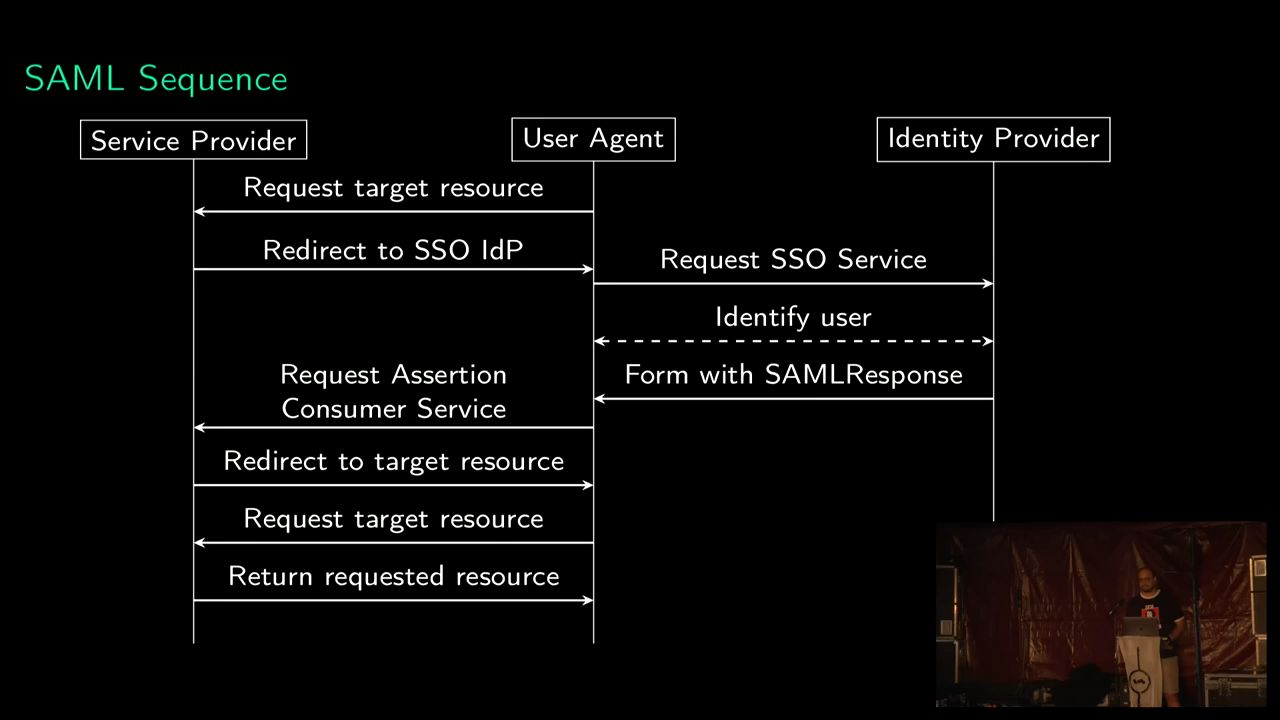 SAML Sequence
Service Provider
User Agent
Identity Provider
Request target resource
Redirect to SSO IdP
Request SSO Service
Identify user
Form with SAMLResponse
Request Assertion
Consumer Service
Redirect to target resource
Request target resource
Return requested resource